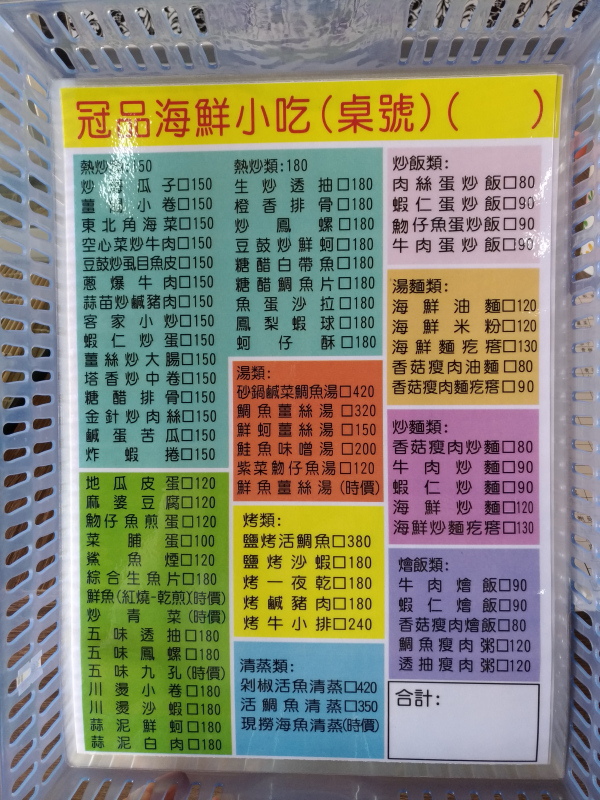 冠品海鮮小吃(桌號)( )
熱炒類:150
炒苦瓜子□150
薑絲小卷□150
東北角海菜□150
空心菜炒牛肉□150
豆鼓炒虱目魚皮□150
蔥爆牛肉□150
蒜苗炒鹹豬肉□150
客家小炒□150
蝦仁炒蛋□150
薑絲炒大腸□150
塔香炒中卷□150
糖醋排骨□150
金針炒肉絲□150
鹹蛋苦瓜□150
炸蝦捲□150
地瓜皮蛋□120
麻婆豆腐□120
魩仔魚煎蛋□120
菜脯蛋□100
鯊魚煙□120
綜合生魚片□180
鮮魚(紅燒-乾煎)(時價)
炒青菜(時價)
五味透抽□180
五味鳳螺□180
五味九孔(時價)
川燙小卷□180
川燙沙蝦□180
蒜泥鮮蚵□180
蒜泥白肉□180
熱炒類:180
生炒透抽□180
橙香排骨□180
炒鳳螺□180
豆鼓炒鮮蚵□180
糖醋白帶魚□180
糖醋鯛魚片□180
魚蛋沙拉□180
鳳梨蝦球□180
蚵仔酥□180
湯類:
砂鍋鹹菜鯛魚湯□420
鯛魚薑絲湯□320
鮮蚵薑絲湯□150
鮭魚味噌湯□200
紫菜魩仔魚湯□120
鮮魚薑絲湯(時價)
烤類:
鹽烤活鯛魚□380
鹽烤沙蝦□180
烤一夜乾□180
烤鹹豬肉□180
烤牛小排□240
清蒸類:
剁椒活魚清蒸□420
活鯛魚清蒸□350
現撈海魚清蒸(時價)
炒飯類:
肉絲蛋炒飯□80
蝦仁蛋炒飯□90
魩仔魚蛋炒飯□90
牛肉蛋炒飯□90
湯麵類:
海鮮油麵□120
海鮮米粉□120
海鮮麵疙瘩□130
香菇瘦肉油麵□80
香菇瘦肉麵疙瘩□90
炒麵類:
香菇瘦肉炒麵□80
牛肉炒麵□90
蝦仁炒麵□90
海鮮炒麵□120
海鮮炒麵疙瘩□130
燴飯類:
牛肉燴飯□90
蝦仁燴飯□90
香菇瘦肉燴飯□80
鯛魚瘦肉粥□120
透抽瘦肉粥□120
合計: